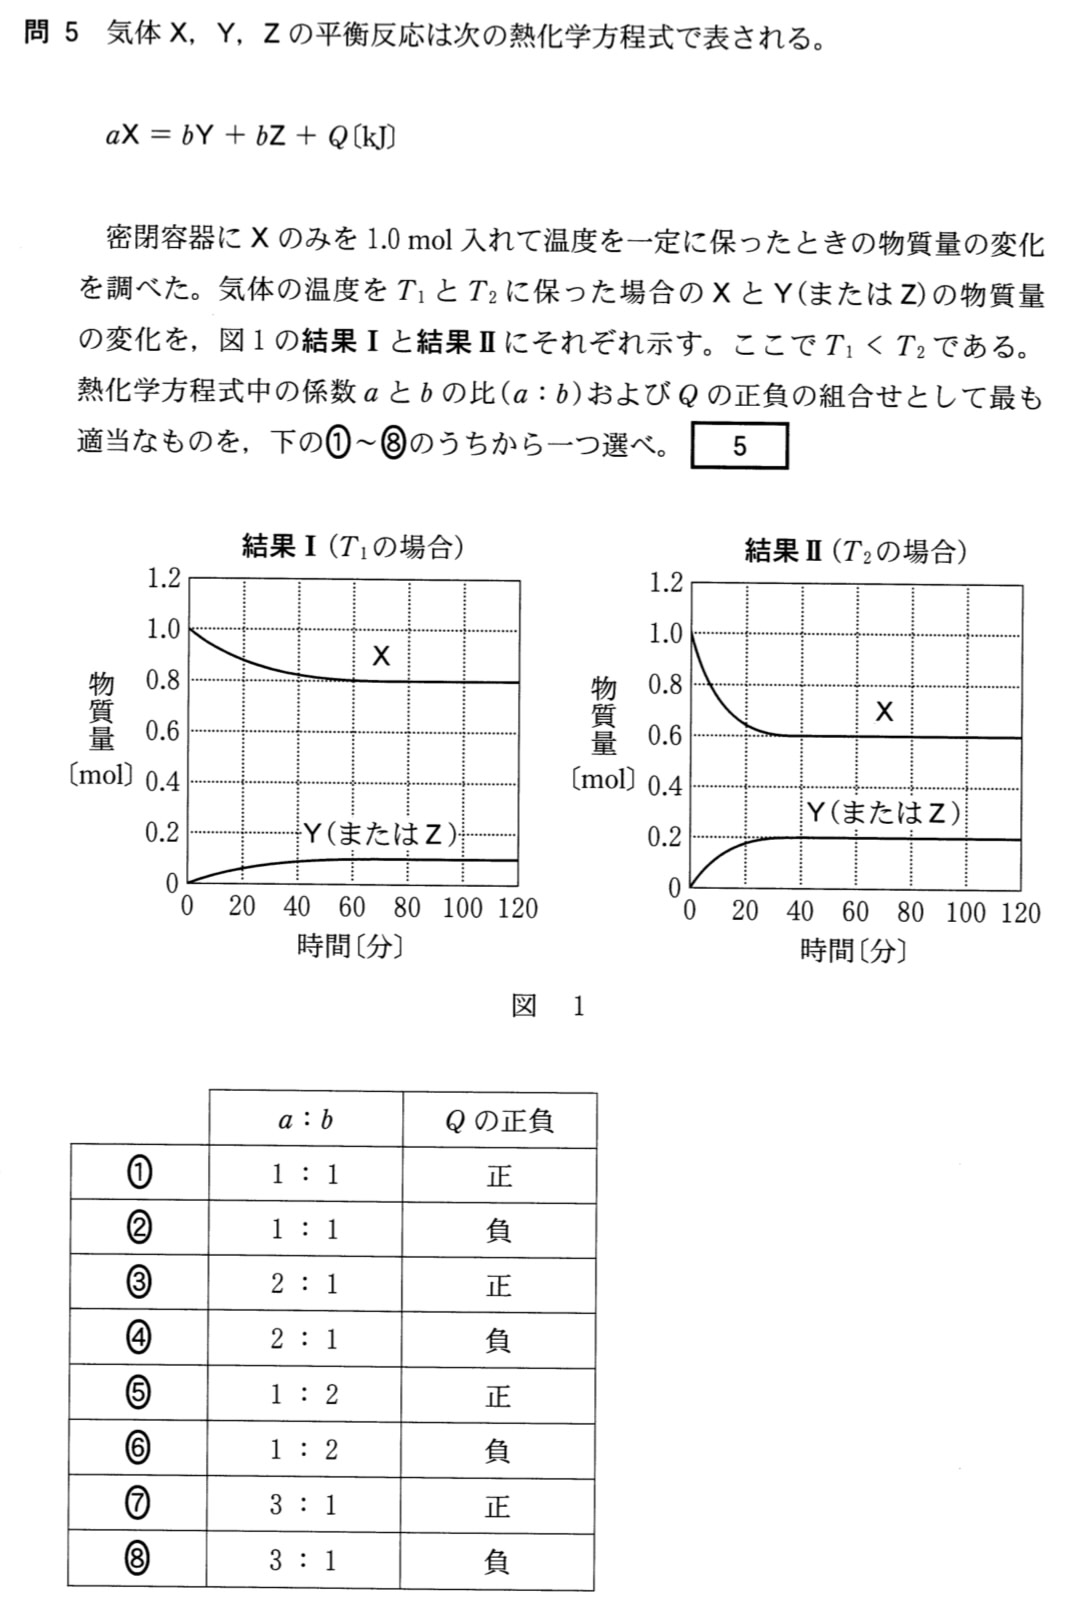 問 5 気体 X，Y，Z の平衡反応は次の熱化学方程式で表される。
aX = bY + bZ + Q〔kJ〕
密閉容器に X のみを 1.0 mol 入れて温度を一定に保ったときの物質量の変化
を調べた。気体の温度を T₁ と T₂ に保った場合の X と Y（または Z）の物質量
の変化を，図 1 の結果Ⅰと結果Ⅱにそれぞれ示す。ここで T₁ < T₂ である。
熱化学方程式中の係数 a と b の比（a：b）および Q の正負の組合せとして最も
適当なものを，下の①～⑧のうちから一つ選べ。 5
結果Ⅰ（T₁ の場合）
1.2
1.0
0.8
0.6
0.4
0.2
0
物質量〔mol〕
X
Y（または Z）
0 20 40 60 80 100 120
時間〔分〕
結果Ⅱ（T₂ の場合）
1.2
1.0
0.8
0.6
0.4
0.2
0
物質量〔mol〕
X
Y（または Z）
0 20 40 60 80 100 120
時間〔分〕
図 1
a：b Q の正負
① 1：1 正
② 1：1 負
③ 2：1 正
④ 2：1 負
⑤ 1：2 正
⑥ 1：2 負
⑦ 3：1 正
⑧ 3：1 負